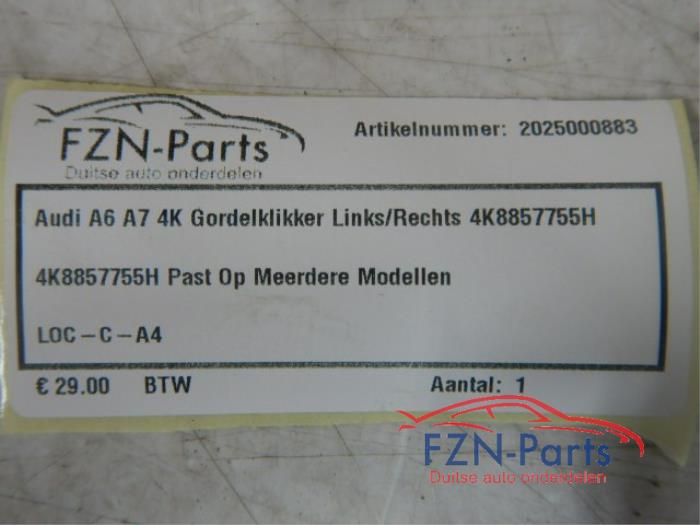 FZN-Parts
Duitse auto onderdelen
Artikelnummer: 2025000883
Audi A6 A7 4K Gordelklikker Links/Rechts 4K8857755H
4K8857755H Past Op Meerdere Modellen
LOC-C-A4
€ 29.00 BTW Aantal: 1
FZN-Parts
Duitse auto onderdelen